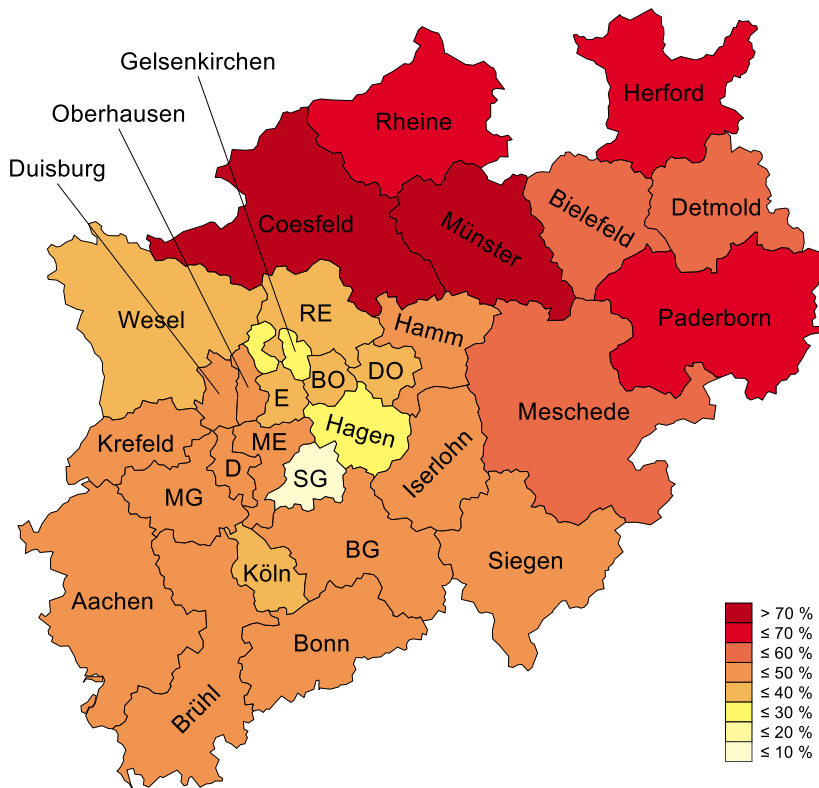 Gelsenkirchen
Oberhausen
Duisburg
Herford
Rheine
Coesfeld
Münster
Bielefeld
Detmold
Wesel
RE
Hamm
Paderborn
E
BO
DO
Meschede
Krefeld
ME
Hagen
D
SG
Iserlohn
MG
BG
Siegen
Köln
Aachen
Bonn
Brühl
> 70 %
≤ 70 %
≤ 60 %
≤ 50 %
≤ 40 %
≤ 30 %
≤ 20 %
≤ 10 %